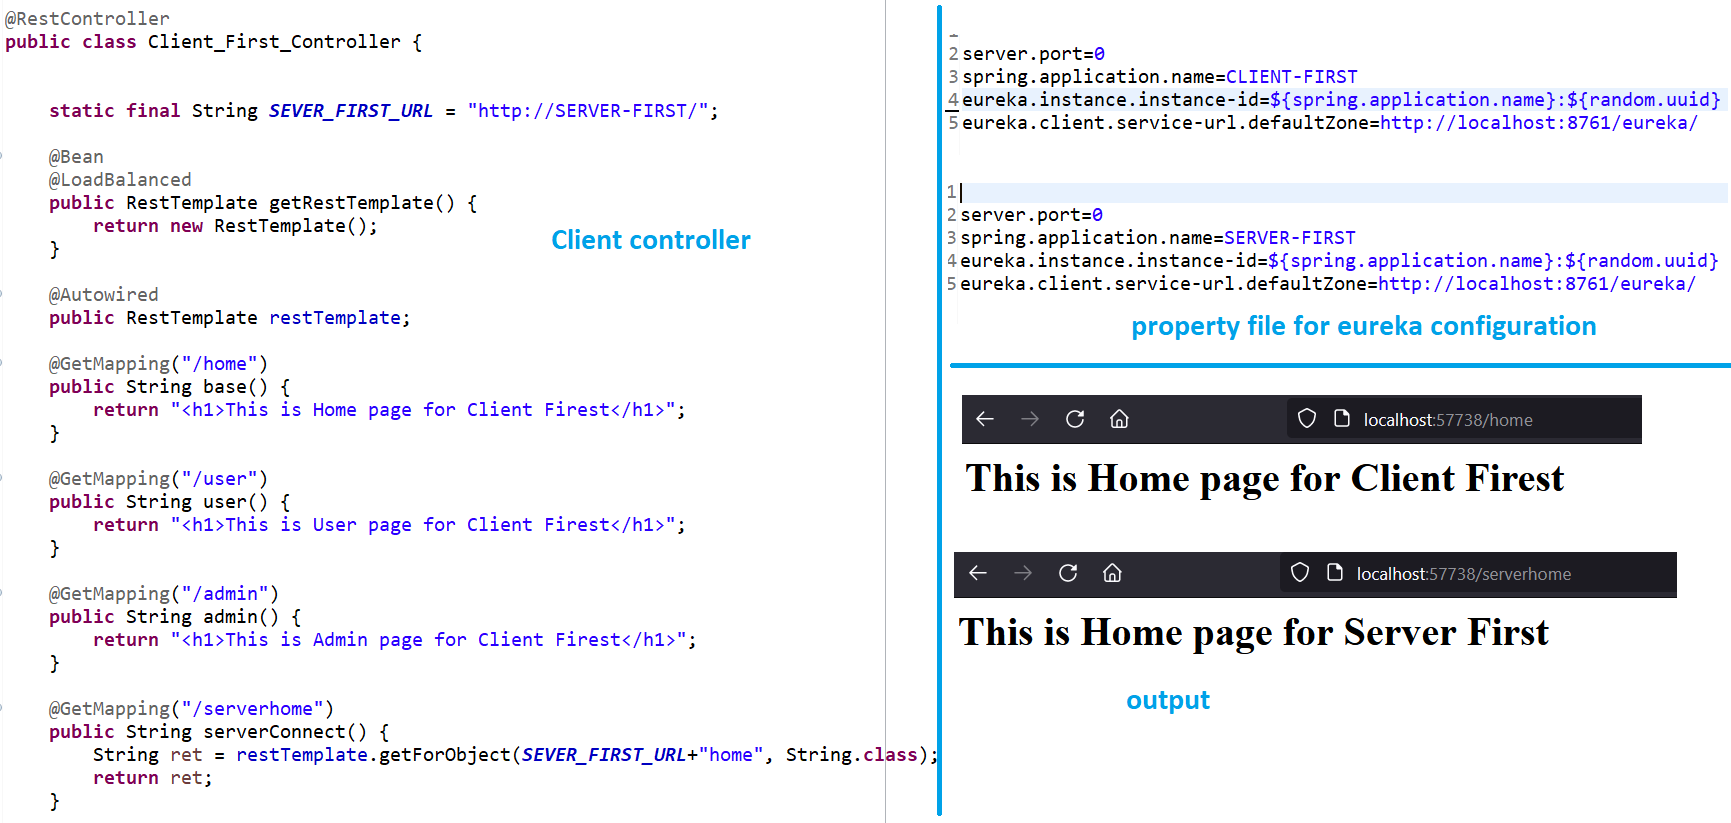 @RestController
public class Client_First_Controller {
static final String SEVER_FIRST_URL = "http://SERVER-FIRST/";
@Bean
@LoadBalanced
public RestTemplate getRestTemplate() {
return new RestTemplate();
}
Client controller
@Autowired
public RestTemplate restTemplate;
@GetMapping("/home")
public String base() {
return "<h1>This is Home page for Client Firest</h1>";
}
@GetMapping("/user")
public String user() {
return "<h1>This is User page for Client Firest</h1>";
}
@GetMapping("/admin")
public String admin() {
return "<h1>This is Admin page for Client Firest</h1>";
}
@GetMapping("/serverhome")
public String serverConnect() {
String ret = restTemplate.getForObject(SEVER_FIRST_URL+"home", String.class);
return ret;
}
2 server.port=0
3 spring.application.name=CLIENT-FIRST
4 eureka.instance.instance-id=${spring.application.name}:${random.uuid}
5 eureka.client.service-url.defaultZone=http://localhost:8761/eureka/
1
2 server.port=0
3 spring.application.name=SERVER-FIRST
4 eureka.instance.instance-id=${spring.application.name}:${random.uuid}
5 eureka.client.service-url.defaultZone=http://localhost:8761/eureka/
property file for eureka configuration
localhost:57738/home
This is Home page for Client Firest
localhost:57738/serverhome
This is Home page for Server First
output